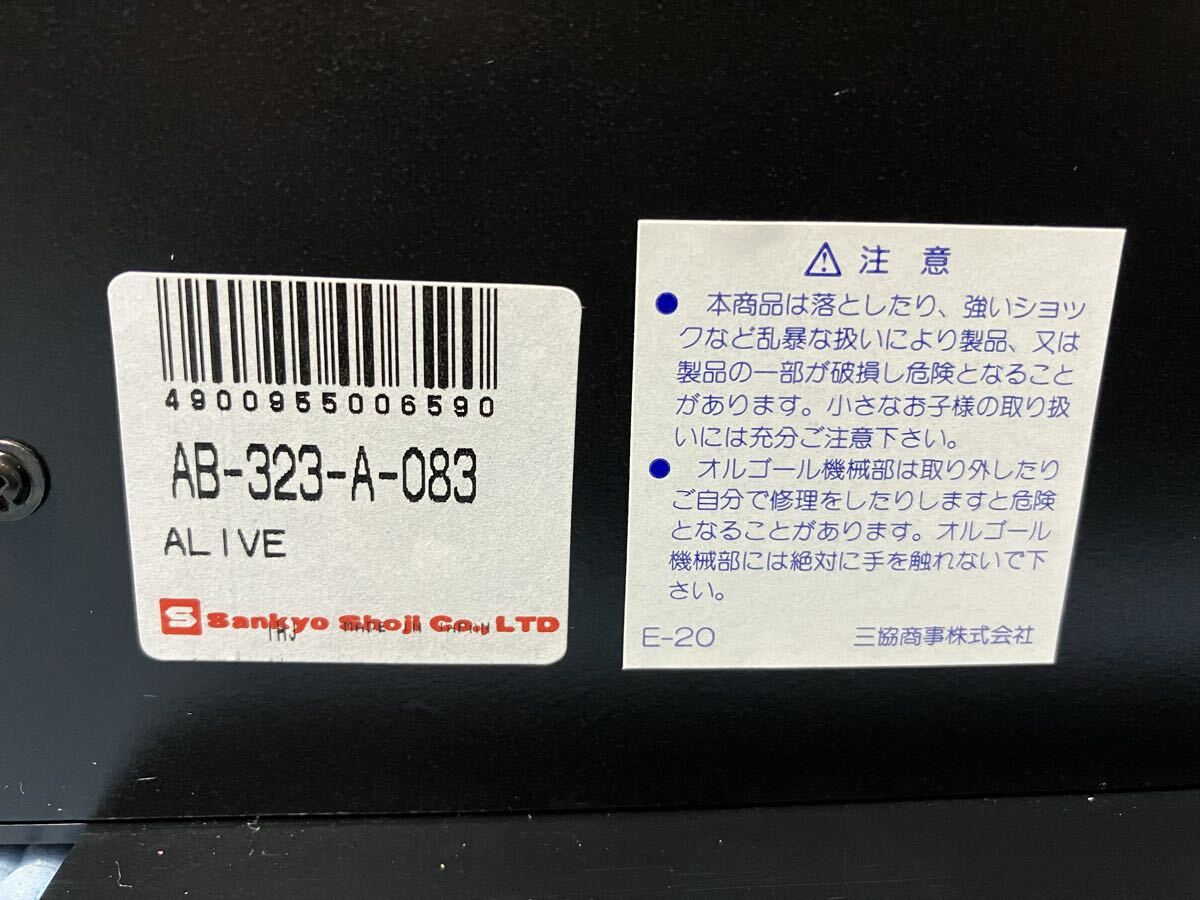 4900955006590
AB-323-A-083
ALIVE
S Sankyo Shoji Co., LTD
MADE IN JAPAN
⚠ 注 意
● 本商品は落としたり、強いショッ
クなど乱暴な扱いにより製品、又は
製品の一部が破損し危険となること
があります。小さなお子様の取り扱
いには充分ご注意下さい。
● オルゴール機械部は取り外したり
ご自分で修理をしたりしますと危険
となることがあります。オルゴール
機械部には絶対に手を触れないで下
さい。
E-20 三協商事株式会社